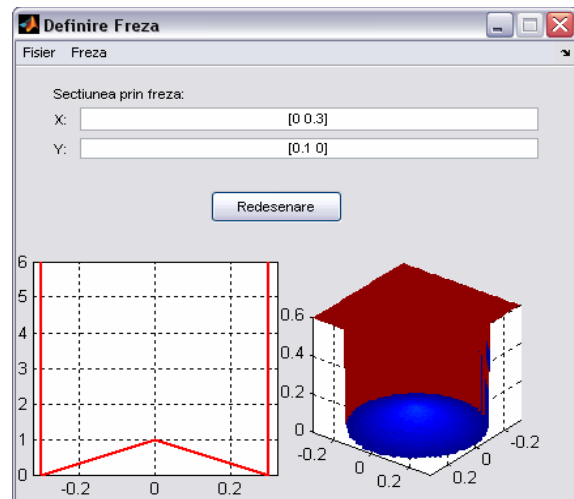 Definire Freza
Fisier Freza
Sectiunea prin freza:
X: [0 0.3]
Y: [0.1 0]
Redesenare
6
5
4
3
2
1
0
-0.2 0 0.2
0.6
0.4
0.2
0
-0.2
0
0.2
0.2
0
-0.2